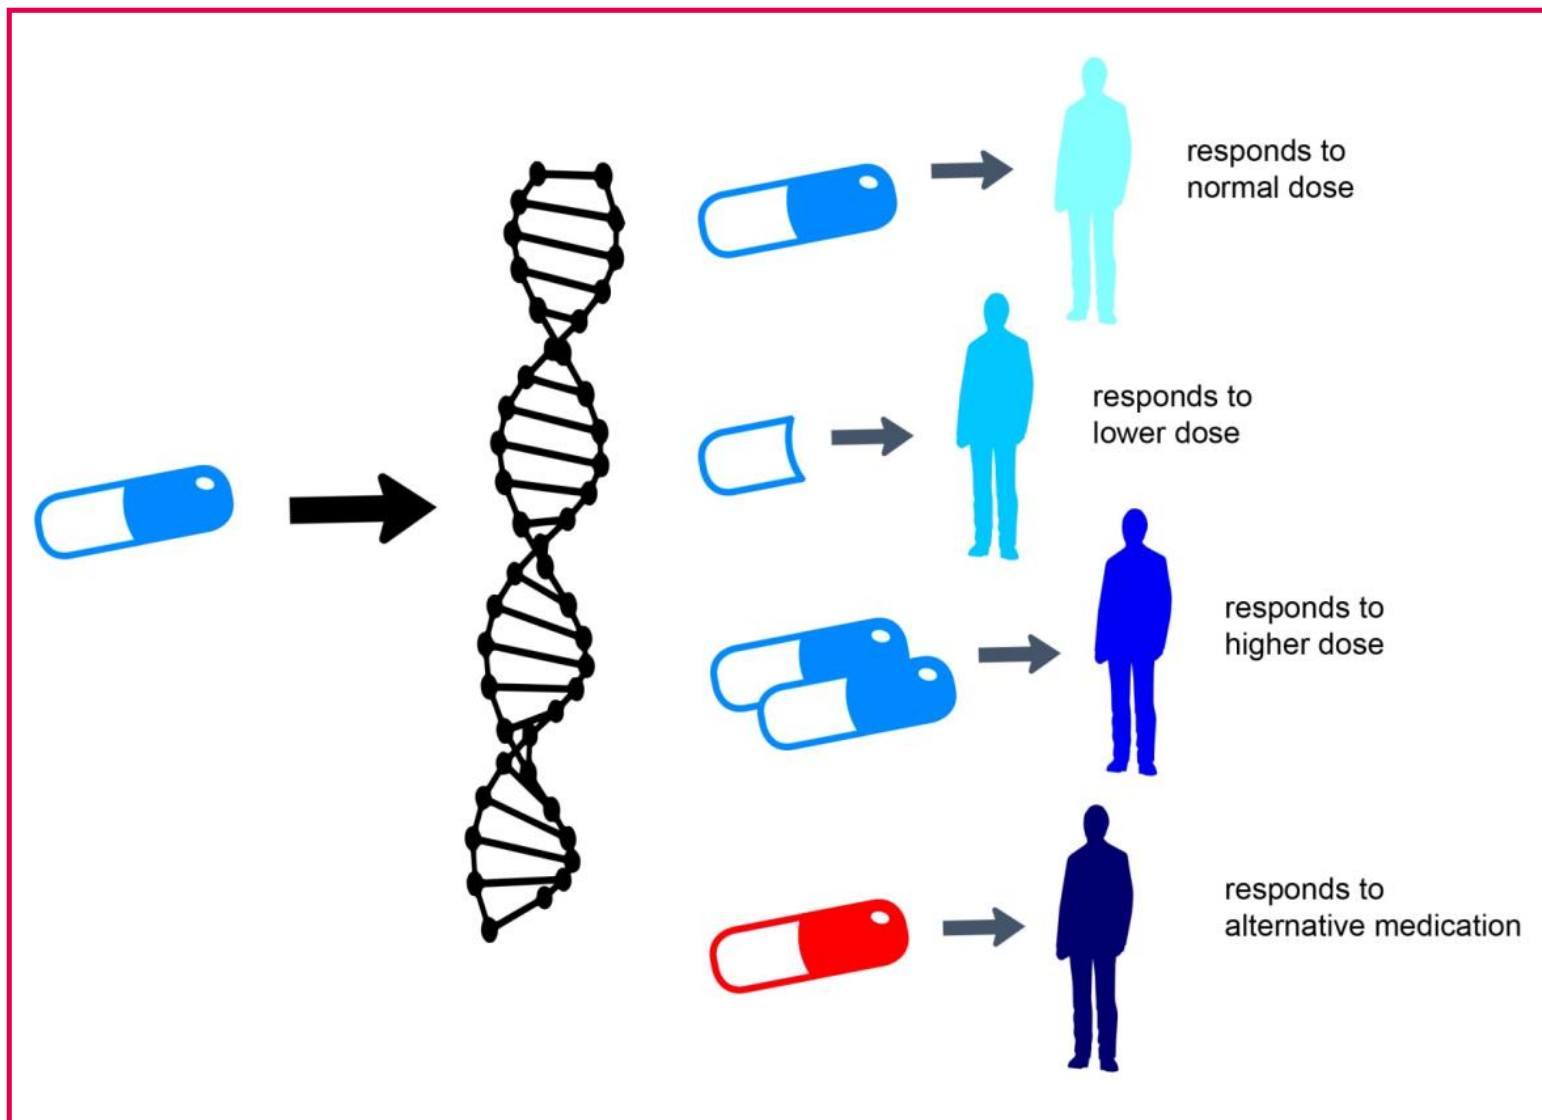 responds to
normal dose
responds to
lower dose
responds to
higher dose
responds to
alternative medication